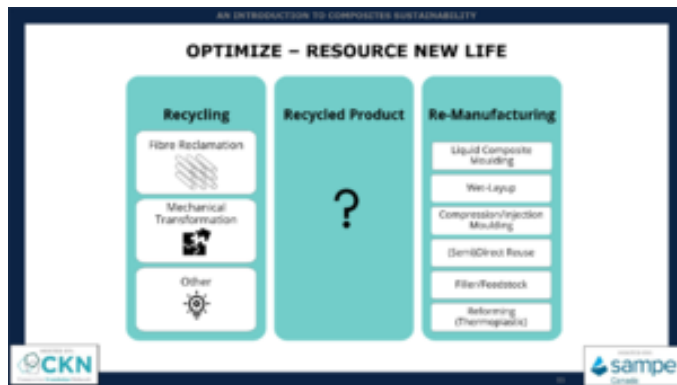 AN INTRODUCTION TO COMPOSITES SUSTAINABILITY
OPTIMIZE – RESOURCE NEW LIFE
Recycling
Fibre Reclamation
Mechanical
Transformation
Other
Recycled Product
?
Re-Manufacturing
Liquid Composite
Moulding
Wet-Layup
Compression/Injection
Moulding
(Semi)Direct Reuse
Filler/Feedstock
Reforming
(Thermoplastic)
CKN
sampe
Canada